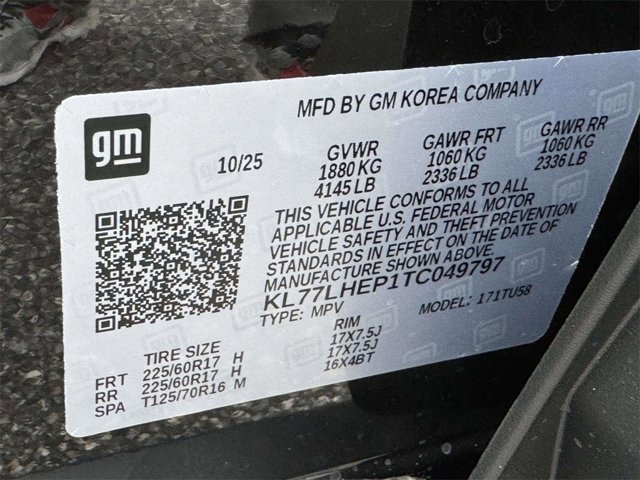 gm
MFD BY GM KOREA COMPANY
10/25
GVWR
1880 KG
4145 LB
GAWR FRT
1060 KG
2336 LB
GAWR RR
1060 KG
2336 LB
THIS VEHICLE CONFORMS TO ALL
APPLICABLE U.S. FEDERAL MOTOR
VEHICLE SAFETY AND THEFT PREVENTION
STANDARDS IN EFFECT ON THE DATE OF
MANUFACTURE SHOWN ABOVE.
KL77LHEP1TC049797
TYPE: MPV MODEL: 171TU58
TIRE SIZE RIM
FRT 225/60R17 H 17X7.5J
RR 225/60R17 H 17X7.5J
SPA T125/70R16 M 16X4BT